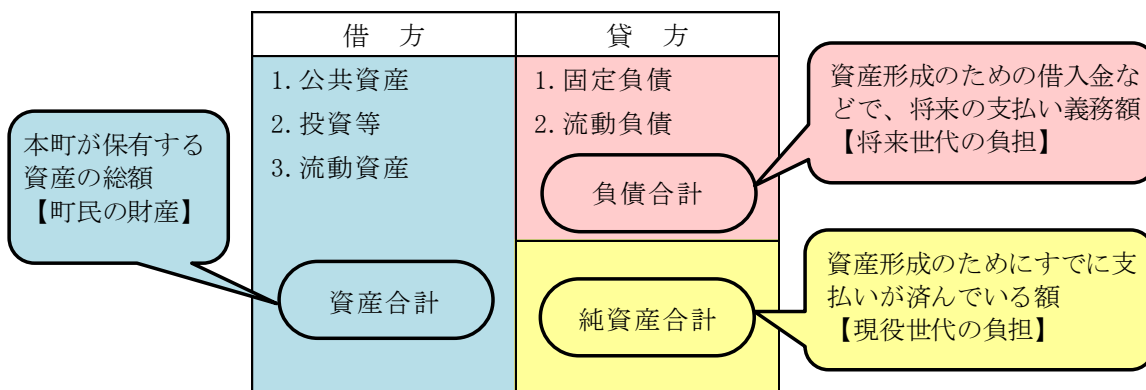 借 方
貸 方
本町が保有する
資産の総額
【町民の財産】
1.公共資産
2.投資等
3.流動資産
資産合計
1.固定負債
2.流動負債
負債合計
純資産合計
資産形成のための借入金な
どで、将来の支払い義務額
【将来世代の負担】
資産形成のためにすでに支
払いが済んでいる額
【現役世代の負担】